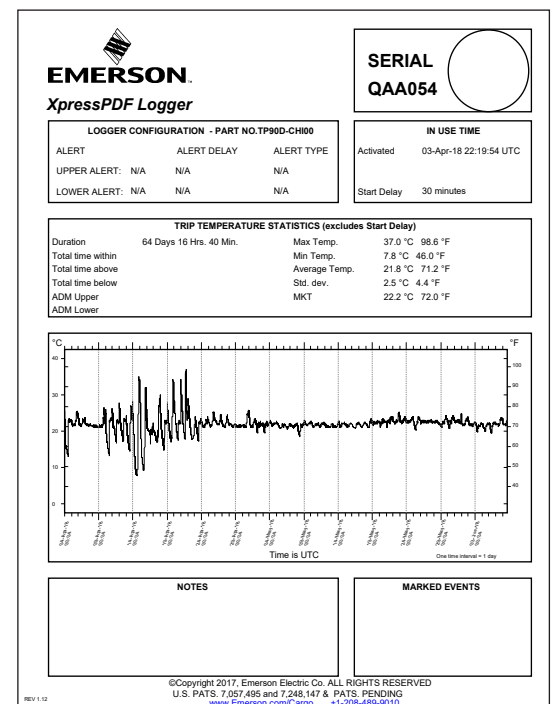 EMERSON
XpressPDF Logger
SERIAL
QAA054
LOGGER CONFIGURATION - PART NO.TP90D-CHI00
ALERT ALERT DELAY ALERT TYPE
UPPER ALERT: N/A N/A N/A
LOWER ALERT: N/A N/A N/A
IN USE TIME
Activated 03-Apr-18 22:19:54 UTC
Start Delay 30 minutes
TRIP TEMPERATURE STATISTICS (excludes Start Delay)
Duration 64 Days 16 Hrs. 40 Min. Max Temp. 37.0 °C 98.6 °F
Total time within Min Temp. 7.8 °C 46.0 °F
Total time above Average Temp. 21.8 °C 71.2 °F
Total time below Std. dev. 2.5 °C 4.4 °F
ADM Upper MKT 22.2 °C 72.0 °F
ADM Lower
°C °F
40
30
20
10
0
100
90
80
70
60
50
40
Time is UTC
One time interval = 1 day
NOTES
MARKED EVENTS
©Copyright 2017, Emerson Electric Co. ALL RIGHTS RESERVED
U.S. PATS. 7,057,495 and 7,248,147 & PATS. PENDING
www.Emerson.com/Cargo +1-208-489-9010
REV 1.12